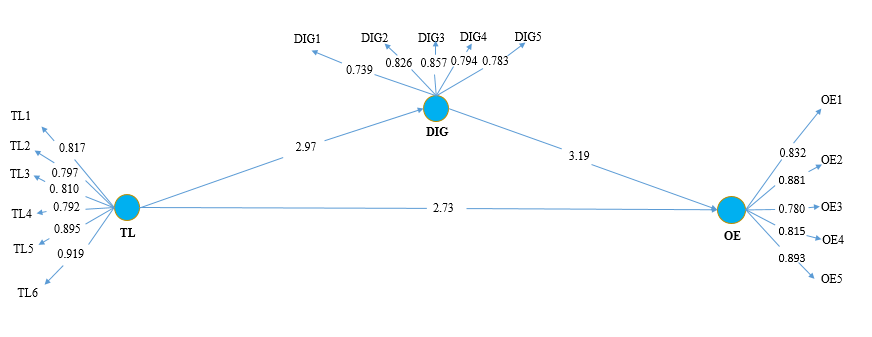 DIG1 DIG2 DIG3 DIG4 DIG5
0.739 0.826 0.857 0.794 0.783
DIG
TL1
TL2
TL3
TL4
TL5
TL6
0.817
0.797
0. 810
0.792
0.895
0.919
TL
2.97
3.19
2.73
OE1
OE2
OE3
OE4
OE5
0.832
0.881
0.780
0.815
0.893
OE